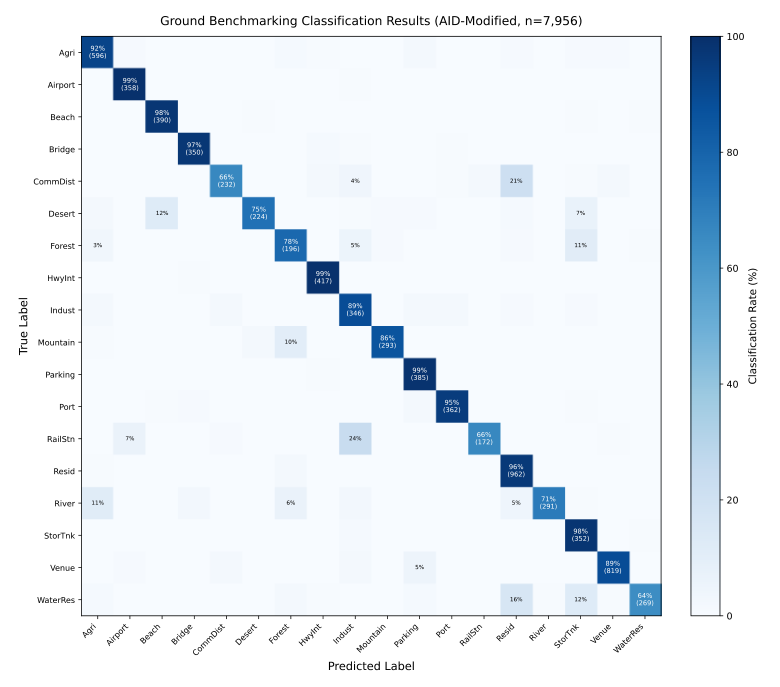 Ground Benchmarking Classification Results (AID-Modified, n=7,956)
True Label
Agri
92%
(596)
Airport
99%
(358)
Beach
98%
(390)
Bridge
97%
(350)
CommDist
66%
(232)
4%
21%
Desert
12%
75%
(224)
7%
Forest
3%
78%
(196)
5%
11%
HwyInt
99%
(417)
Indust
89%
(346)
Mountain
10%
86%
(293)
Parking
99%
(385)
Port
95%
(362)
RailStn
7%
24%
66%
(172)
Resid
96%
(962)
River
11%
6%
5%
71%
(291)
StorTnk
98%
(352)
Venue
5%
89%
(819)
WaterRes
16%
12%
64%
(269)
Agri
Airport
Beach
Bridge
CommDist
Desert
Forest
HwyInt
Indust
Mountain
Parking
Port
RailStn
Resid
River
StorTnk
Venue
WaterRes
Predicted Label
100
80
60
40
20
0
Classification Rate (%)